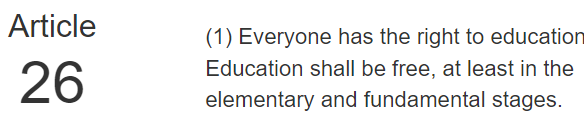 Article
26
(1) Everyone has the right to education
Education shall be free, at least in the
elementary and fundamental stages.